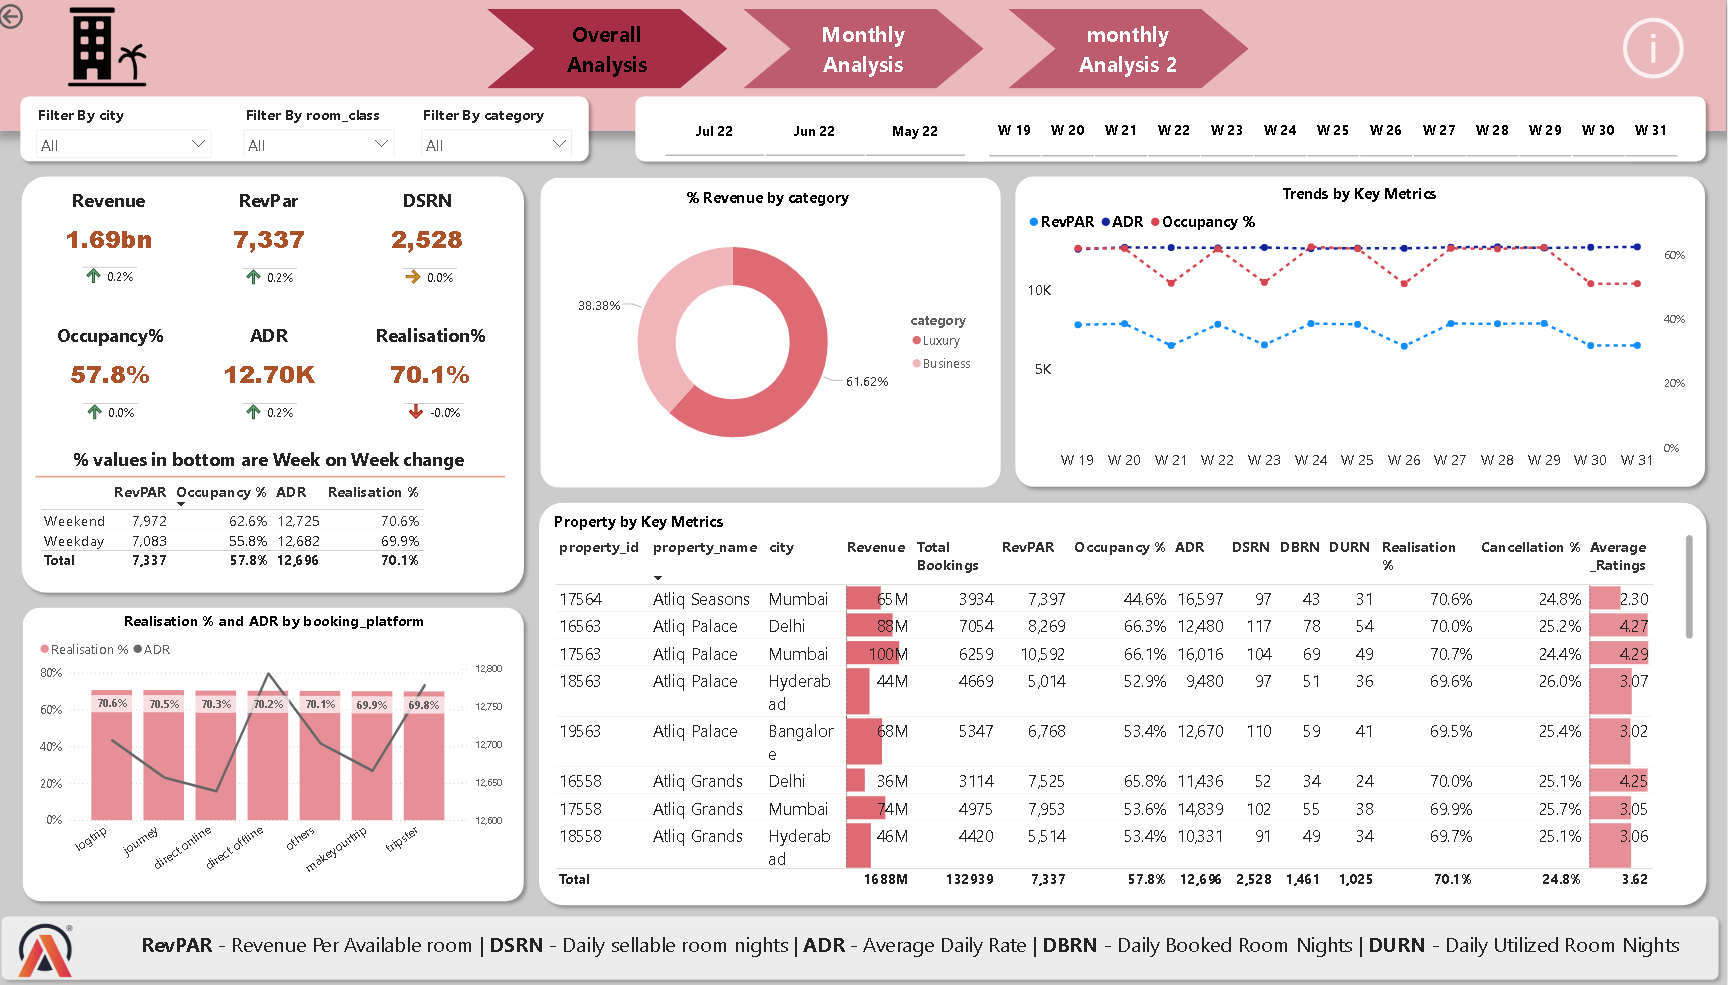 Overall
Analysis
Monthly
Analysis
monthly
Analysis 2
i
Filter By city
All
Filter By room_class
All
Filter By category
All
Jul 22 Jun 22 May 22 W 19 W 20 W 21 W 22 W 23 W 24 W 25 W 26 W 27 W 28 W 29 W 30 W 31
Revenue RevPar DSRN
1.69bn 7,337 2,528
0.2% 0.2% 0.0%
Occupancy% ADR Realisation%
57.8% 12.70K 70.1%
0.0% 0.2% -0.0%
% values in bottom are Week on Week change
RevPAR Occupancy % ADR Realisation %
Weekend 7,972 62.6% 12,725 70.6%
Weekday 7,083 55.8% 12,682 69.9%
Total 7,337 57.8% 12,696 70.1%
% Revenue by category
38.38%
61.62%
category
Luxury
Business
Trends by Key Metrics
RevPAR ADR Occupancy %
10K
5K
60%
40%
20%
0%
W 19 W 20 W 21 W 22 W 23 W 24 W 25 W 26 W 27 W 28 W 29 W 30 W 31
Realisation % and ADR by booking_platform
Realisation % ADR
80%
60%
40%
20%
0%
70.6% 70.5% 70.3% 70.2% 70.1% 69.9% 69.8%
12,800
12,750
12,700
12,650
12,600
logtrip journey direct online direct offline others makeyourtrip tripster
Property by Key Metrics
property_id property_name city Revenue Total Bookings RevPAR Occupancy % ADR DSRN DBRN DURN Realisation % Cancellation % Average _Ratings
17564 Atliq Seasons Mumbai 65M 3934 7,397 44.6% 16,597 97 43 31 70.6% 24.8% 2.30
16563 Atliq Palace Delhi 88M 7054 8,269 66.3% 12,480 117 78 54 70.0% 25.2% 4.27
17563 Atliq Palace Mumbai 100M 6259 10,592 66.1% 16,016 104 69 49 70.7% 24.4% 4.29
18563 Atliq Palace Hyderab 44M 4669 5,014 52.9% 9,480 97 51 36 69.6% 26.0% 3.07
ad
19563 Atliq Palace Bangalor 68M 5347 6,768 53.4% 12,670 110 59 41 69.5% 25.4% 3.02
e
16558 Atliq Grands Delhi 36M 3114 7,525 65.8% 11,436 52 34 24 70.0% 25.1% 4.25
17558 Atliq Grands Mumbai 74M 4975 7,953 53.6% 14,839 102 55 38 69.9% 25.7% 3.05
18558 Atliq Grands Hyderab 46M 4420 5,514 53.4% 10,331 91 49 34 69.7% 25.1% 3.06
ad
Total 1688M 132939 7,337 57.8% 12,696 2,528 1,461 1,025 70.1% 24.8% 3.62
®
RevPAR - Revenue Per Available room | DSRN - Daily sellable room nights | ADR - Average Daily Rate | DBRN - Daily Booked Room Nights | DURN - Daily Utilized Room Nights